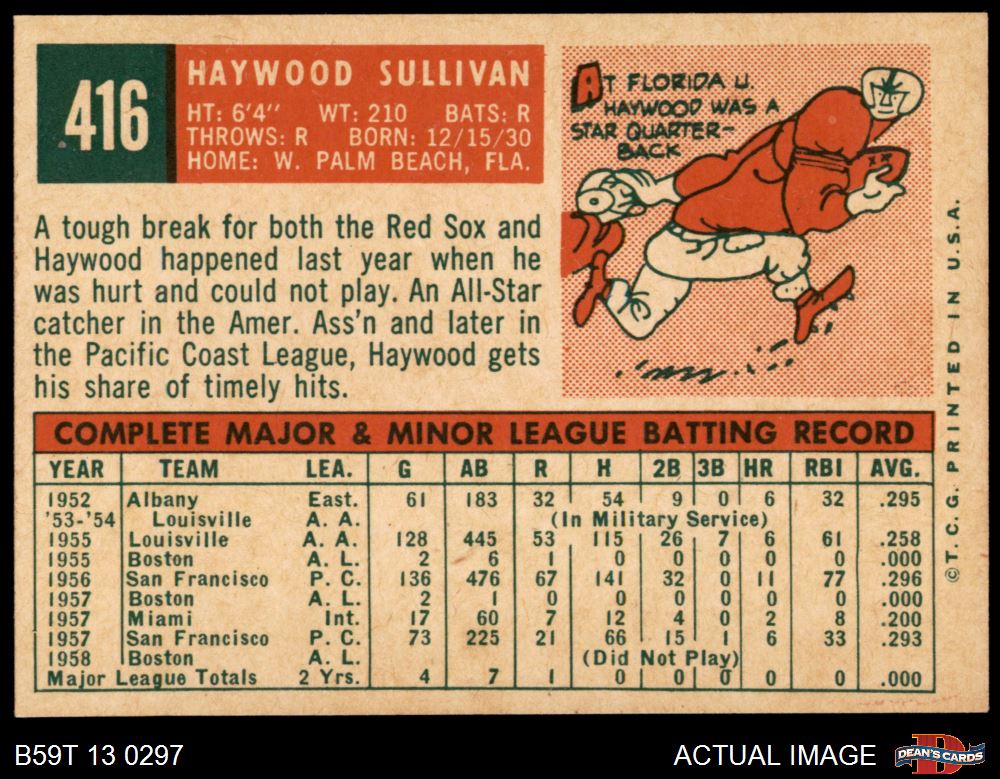 416
HAYWOOD SULLIVAN
HT: 6'4" WT: 210 BATS: R
THROWS: R BORN: 12/15/30
HOME: W. PALM BEACH, FLA.
AT FLORIDA U.
HAYWOOD WAS A
STAR QUARTER-
BACK
A tough break for both the Red Sox and
Haywood happened last year when he
was hurt and could not play. An All-Star
catcher in the Amer. Ass'n and later in
the Pacific Coast League, Haywood gets
his share of timely hits.
COMPLETE MAJOR & MINOR LEAGUE BATTING RECORD
YEAR TEAM LEA. G AB R H 2B 3B HR RBI AVG.
1952 Albany East. 61 183 32 54 9 0 6 32 .295
'53-'54 Louisville A. A. (In Military Service)
1955 Louisville A. A. 128 445 53 115 26 7 6 61 .258
1955 Boston A. L. 2 6 1 0 0 0 0 0 .000
1956 San Francisco P. C. 136 476 67 141 32 0 11 77 .296
1957 Boston A. L. 2 1 0 0 0 0 0 0 .000
1957 Miami Int. 17 60 7 12 4 0 2 8 .200
1957 San Francisco P. C. 73 225 21 66 15 1 6 33 .293
1958 Boston A. L. (Did Not Play)
Major League Totals 2 Yrs. 4 7 1 0 0 0 0 0 .000
©T. C. G. PRINTED IN U.S.A.
B59T 13 0297
ACTUAL IMAGE
DEAN'S CARDS